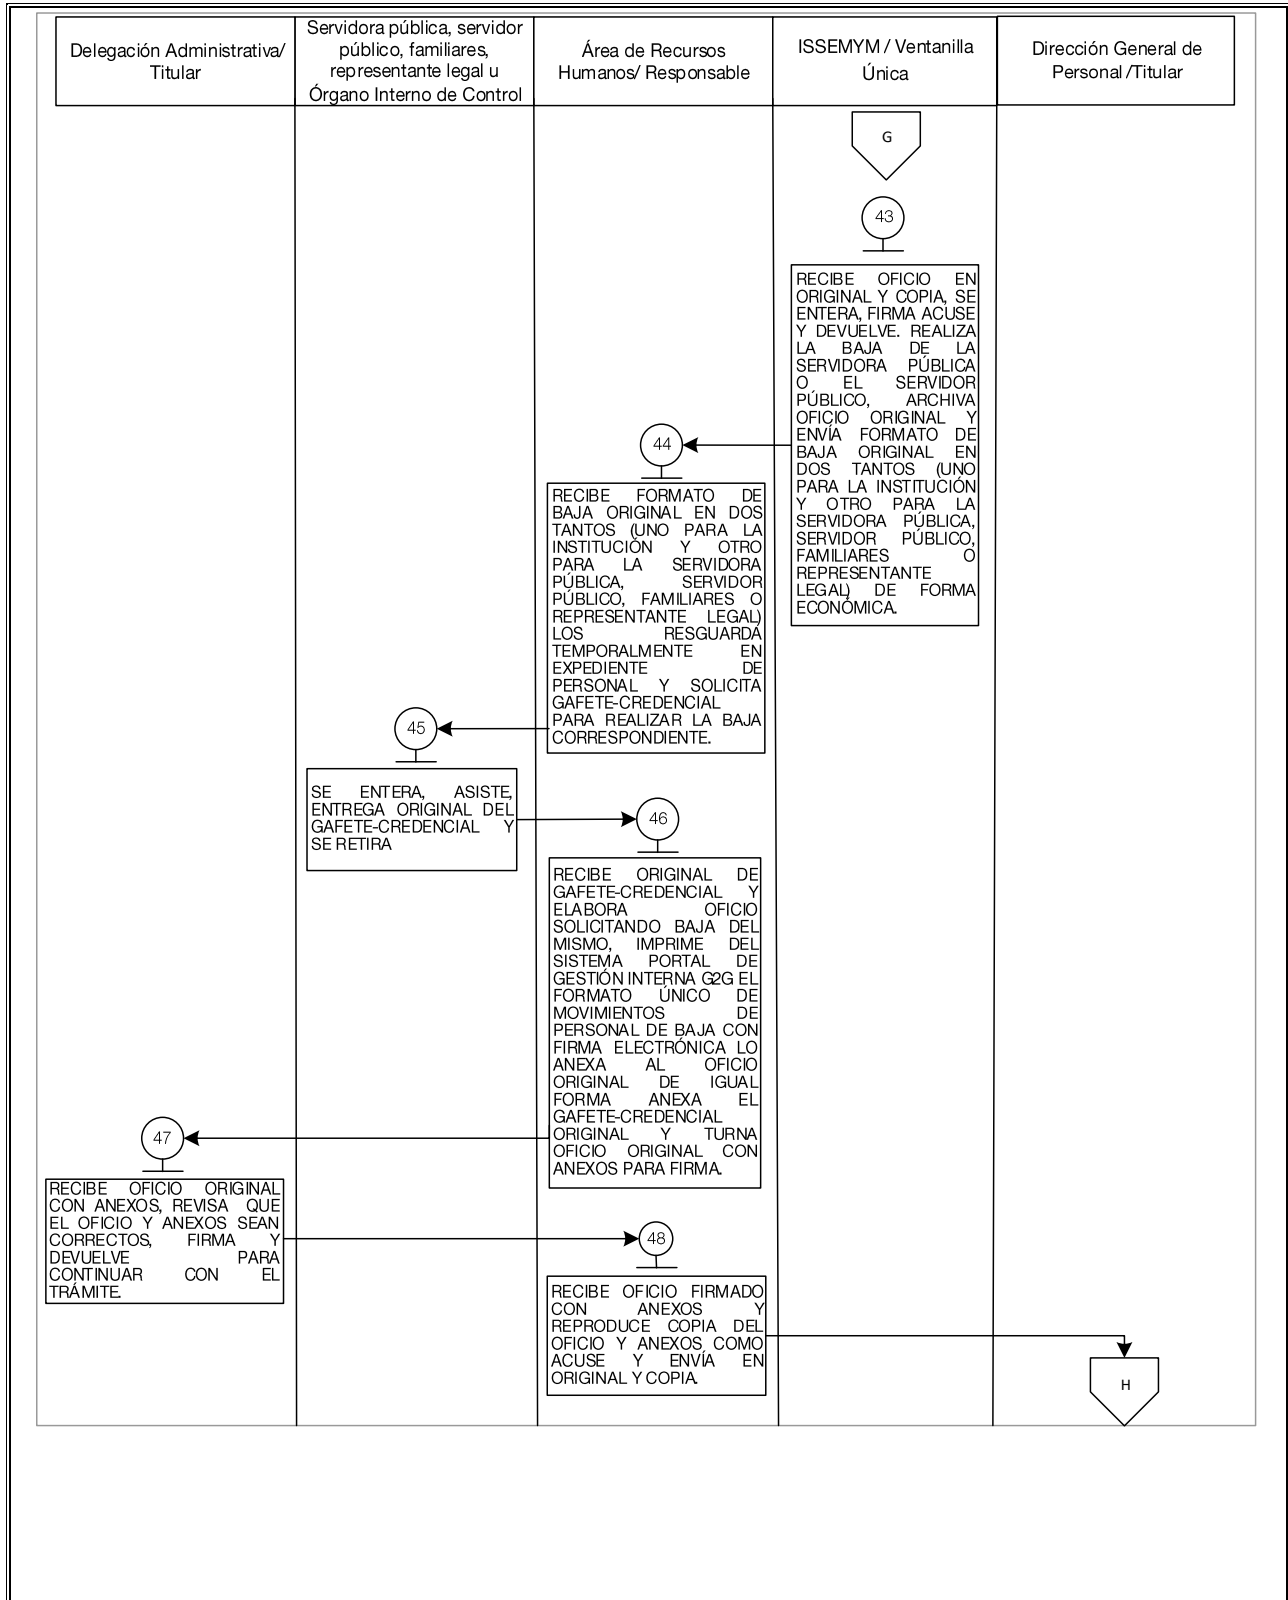 Delegación Administrativa/
Titular
Servidora pública, servidor
público, familiares,
representante legal u
Órgano Interno de Control
Área de Recursos
Humanos/ Responsable
ISSEMYM / Ventanilla
Única
Dirección General de
Personal /Titular
G
43
RECIBE OFICIO EN
ORIGINAL Y COPIA, SE
ENTERA, FIRMA ACUSE
Y DEVUELVE. REALIZA
LA BAJA DE LA
SERVIDORA PÚBLICA
O EL SERVIDOR
PÚBLICO, ARCHIVA
OFICIO ORIGINAL Y
ENVÍA FORMATO DE
BAJA ORIGINAL EN
DOS TANTOS (UNO
PARA LA INSTITUCIÓN
Y OTRO PARA LA
SERVIDORA PÚBLICA,
SERVIDOR PÚBLICO,
FAMILIARES O
REPRESENTANTE
LEGAL) DE FORMA
ECONÓMICA.
44
RECIBE FORMATO DE
BAJA ORIGINAL EN DOS
TANTOS (UNO PARA LA
INSTITUCIÓN Y OTRO
PARA LA SERVIDORA
PÚBLICA, SERVIDOR
PÚBLICO, FAMILIARES O
REPRESENTANTE LEGAL)
LOS RESGUARDA
TEMPORALMENTE EN
EXPEDIENTE DE
PERSONAL Y SOLICITA
GAFETE-CREDENCIAL
PARA REALIZAR LA BAJA
CORRESPONDIENTE.
45
SE ENTERA, ASISTE,
ENTREGA ORIGINAL DEL
GAFETE-CREDENCIAL Y
SE RETIRA
46
RECIBE ORIGINAL DE
GAFETE-CREDENCIAL Y
ELABORA OFICIO
SOLICITANDO BAJA DEL
MISMO, IMPRIME DEL
SISTEMA PORTAL DE
GESTIÓN INTERNA G2G EL
FORMATO ÚNICO DE
MOVIMIENTOS DE
PERSONAL DE BAJA CON
FIRMA ELECTRÓNICA LO
ANEXA AL OFICIO
ORIGINAL DE IGUAL
FORMA ANEXA EL
GAFETE-CREDENCIAL
ORIGINAL Y TURNA
OFICIO ORIGINAL CON
ANEXOS PARA FIRMA.
47
RECIBE OFICIO ORIGINAL
CON ANEXOS, REVISA QUE
EL OFICIO Y ANEXOS SEAN
CORRECTOS, FIRMA Y
DEVUELVE PARA
CONTINUAR CON EL
TRÁMITE.
48
RECIBE OFICIO FIRMADO
CON ANEXOS Y
REPRODUCE COPIA DEL
OFICIO Y ANEXOS COMO
ACUSE Y ENVÍA EN
ORIGINAL Y COPIA.
H